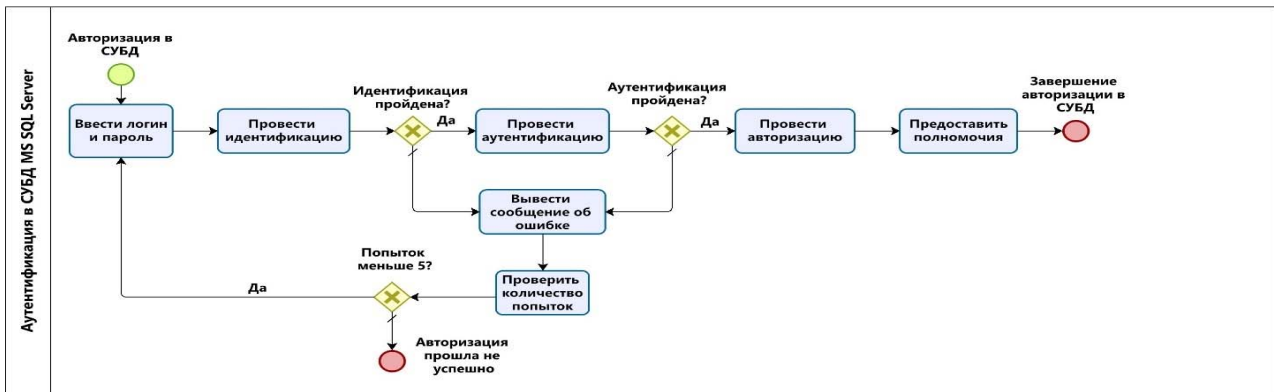 Аутентификация в СУБД MS SQL Server
Авторизация в
СУБД
Ввести логин
и пароль
Провести
идентификацию
Идентификация
пройдена?
Да
Провести
аутентификацию
Аутентификация
пройдена?
Да
Провести
авторизацию
Предоставить
полномочия
Завершение
авторизации в
СУБД
Вывести
сообщение об
ошибке
Проверить
количество
попыток
Попыток
меньше 5?
Да
Авторизация
прошла не
успешно